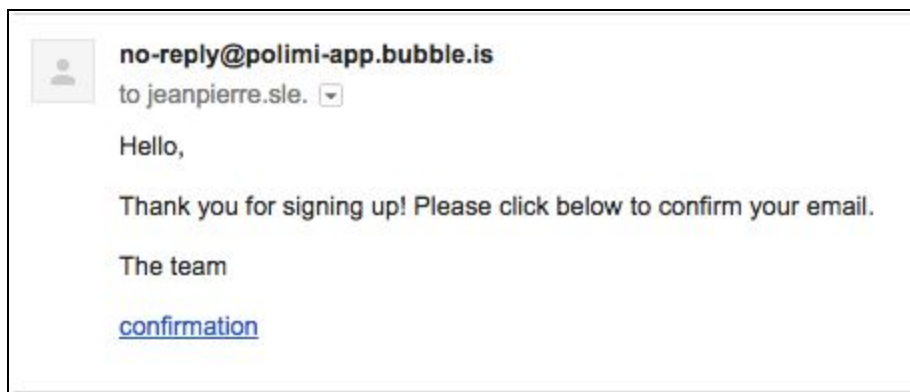 no-reply@polimi-app.bubble.is
to jeanpierre.sle.
Hello,
Thank you for signing up! Please click below to confirm your email.
The team
confirmation